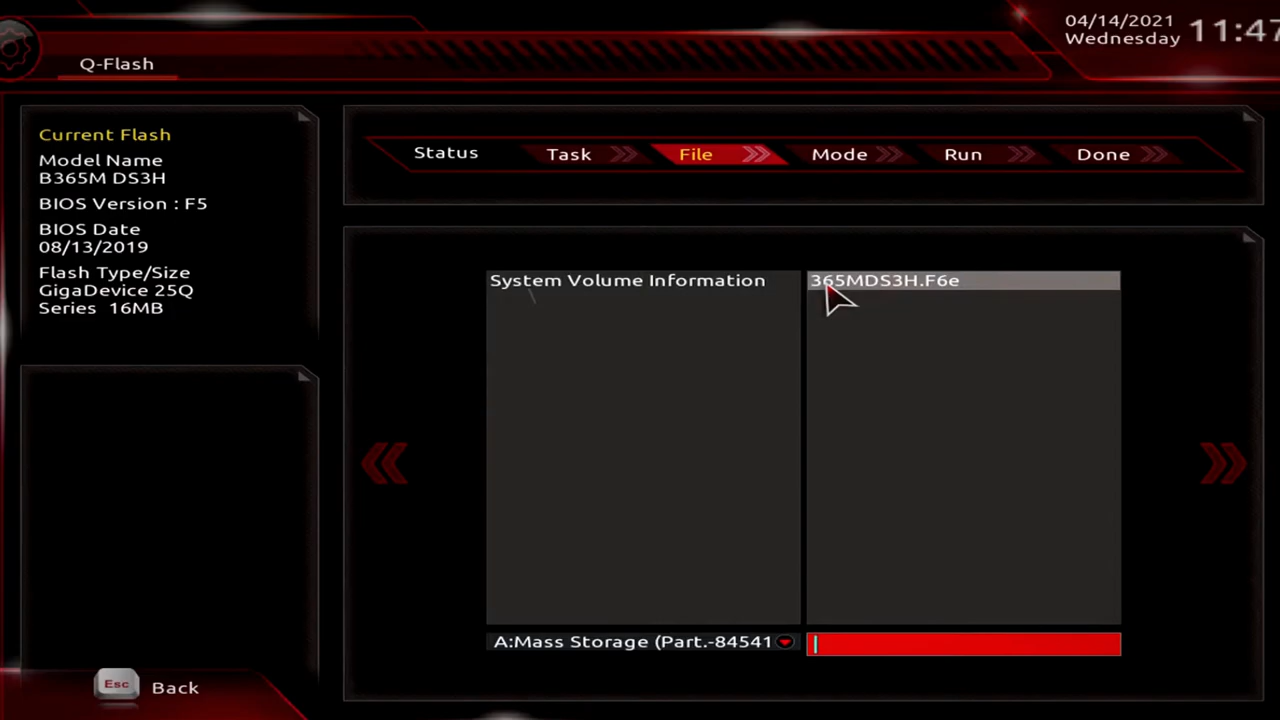 04/14/2021
Wednesday
11:47
Q-Flash
Current Flash
Model Name
B365M DS3H
BIOS Version : F5
BIOS Date
08/13/2019
Flash Type/Size
GigaDevice 25Q
Series 16MB
Status
Task
File
Mode
Run
Done
System Volume Information
365MDS3H.F6e
A:Mass Storage (Part.-84541
Esc
Back